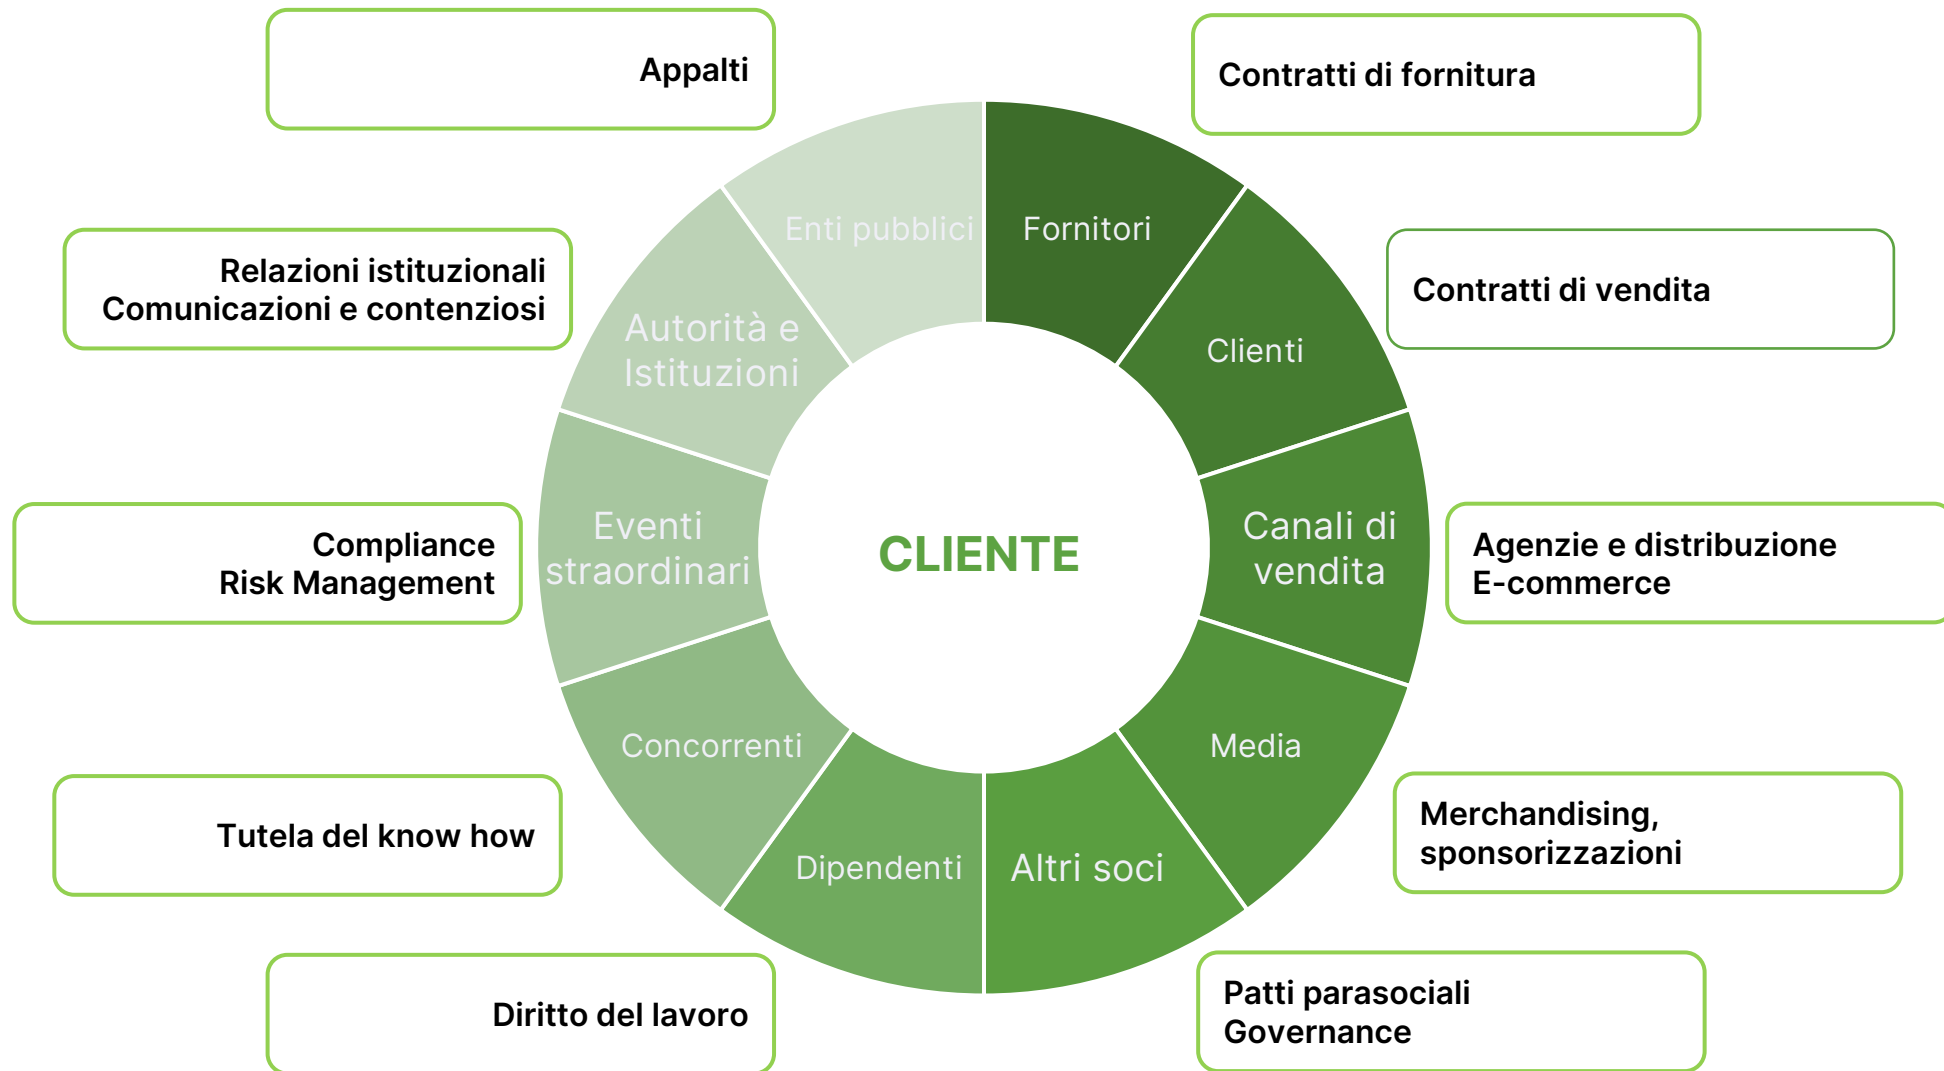 Appalti
Contratti di fornitura
Enti pubblici
Fornitori
Relazioni istituzionali
Comunicazioni e contenziosi
Autorità e
Istituzioni
Clienti
Contratti di vendita
Compliance
Risk Management
Eventi
straordinari
CLIENTE
Canali di
vendita
Agenzie e distribuzione
E-commerce
Concorrenti
Media
Tutela del know how
Merchandising,
sponsorizzazioni
Dipendenti
Altri soci
Diritto del lavoro
Patti parasociali
Governance